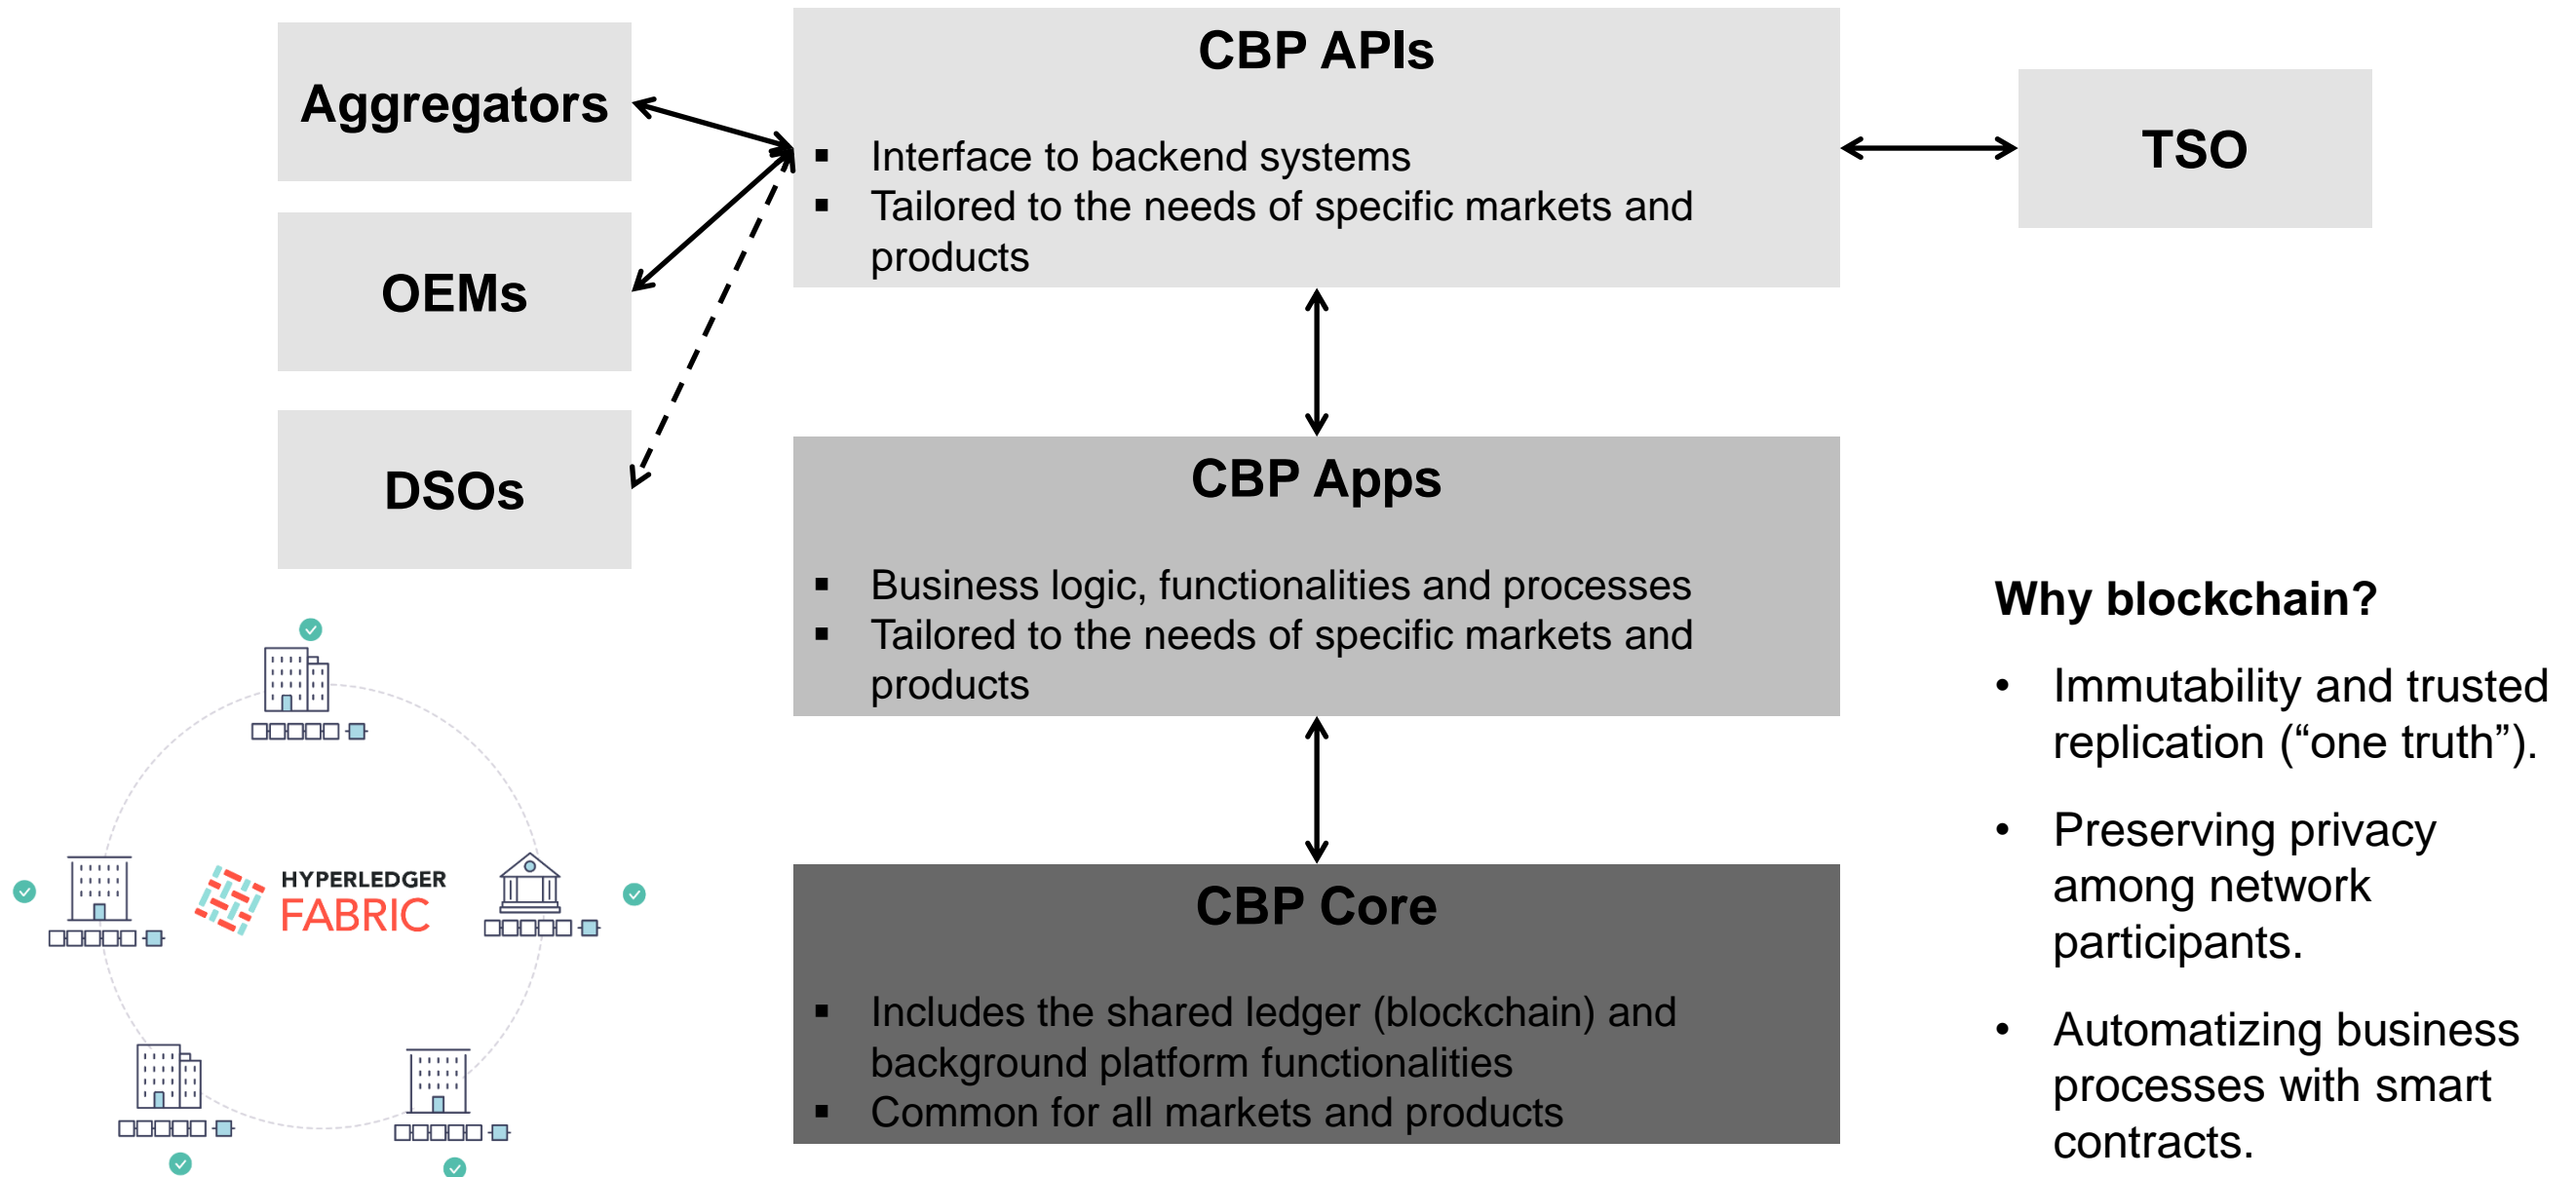 Aggregators
OEMs
DSOs
CBP APIs
▪ Interface to backend systems
▪ Tailored to the needs of specific markets and
products
TSO
CBP Apps
▪ Business logic, functionalities and processes
▪ Tailored to the needs of specific markets and
products
CBP Core
▪ Includes the shared ledger (blockchain) and
background platform functionalities
▪ Common for all markets and products
HYPERLEDGER
FABRIC
Why blockchain?
• Immutability and trusted
replication (“one truth”).
• Preserving privacy
among network
participants.
• Automatizing business
processes with smart
contracts.